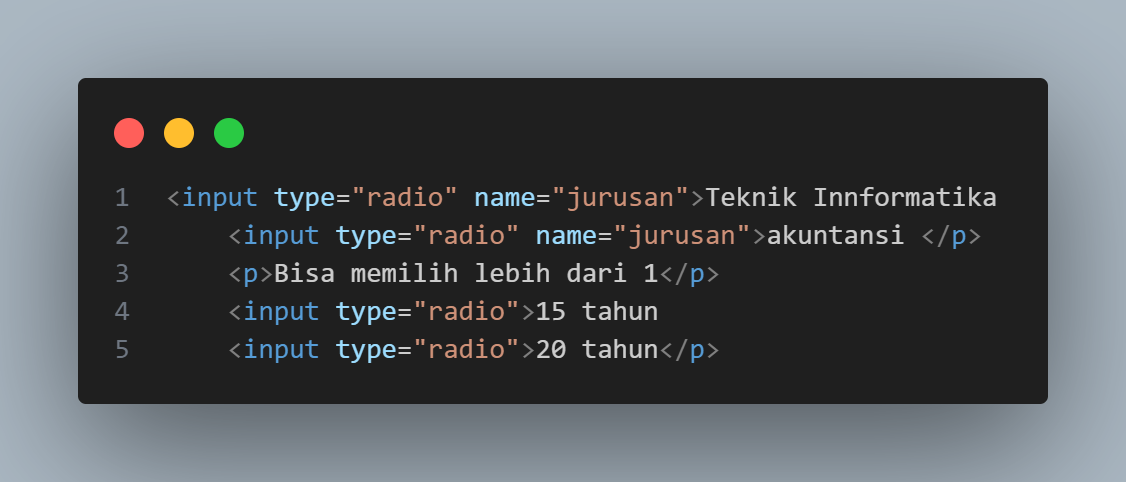 1 <input type="radio" name="jurusan">Teknik Innformatika
2 <input type="radio" name="jurusan">akuntansi </p>
3 <p>Bisa memilih lebih dari 1</p>
4 <input type="radio">15 tahun
5 <input type="radio">20 tahun</p>